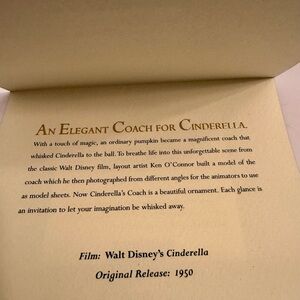 AN ELEGANT COACH FOR CINDERELLA
With a touch of magic, an ordinary pumpkin became a magnificent coach that
whisked Cinderella to the ball. To breathe life into this unforgettable scene from
the classic Walt Disney film, layout artist Ken O'Connor built a model of the
coach which he then photographed from different angles for the animators to use
as model sheets. Now Cinderella's Coach is a beautiful ornament. Each glance is
an invitation to let your imagination be whisked away.
Film: Walt Disney's Cinderella
Original Release: 1950